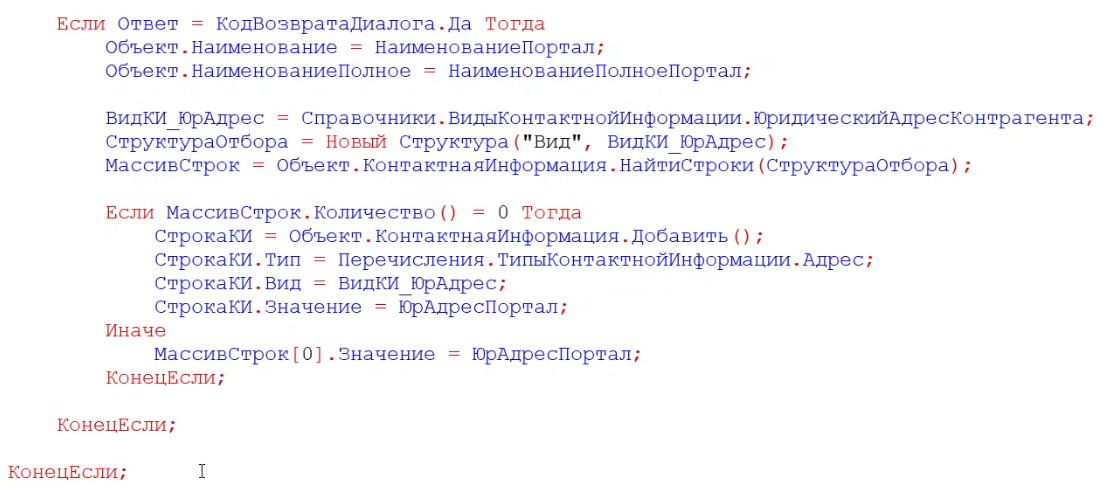 Если Ответ = КодВозвратаДиалога.Да Тогда
Объект.Наименование = НаименованиеПортал;
Объект.НаименованиеПолное = НаименованиеПолноеПортал;
ВидКИ_ЮрАдрес = Справочники.ВидыКонтактнойИнформации.ЮридическийАдресКонтрагента;
СтруктураОтбора = Новый Структура("Вид", ВидКИ_ЮрАдрес);
МассивСтрок = Объект.КонтактнаяИнформация.НайтиСтроки(СтруктураОтбора);
Если МассивСтрок.Количество() = 0 Тогда
СтрокаКИ = Объект.КонтактнаяИнформация.Добавить();
СтрокаКИ.Тип = Перечисления.ТипыКонтактнойИнформации.Адрес;
СтрокаКИ.Вид = ВидКИ_ЮрАдрес;
СтрокаКИ.Значение = ЮрАдресПортал;
Иначе
МассивСтрок[0].Значение = ЮрАдресПортал;
КонецЕсли;
КонецЕсли;
КонецЕсли;